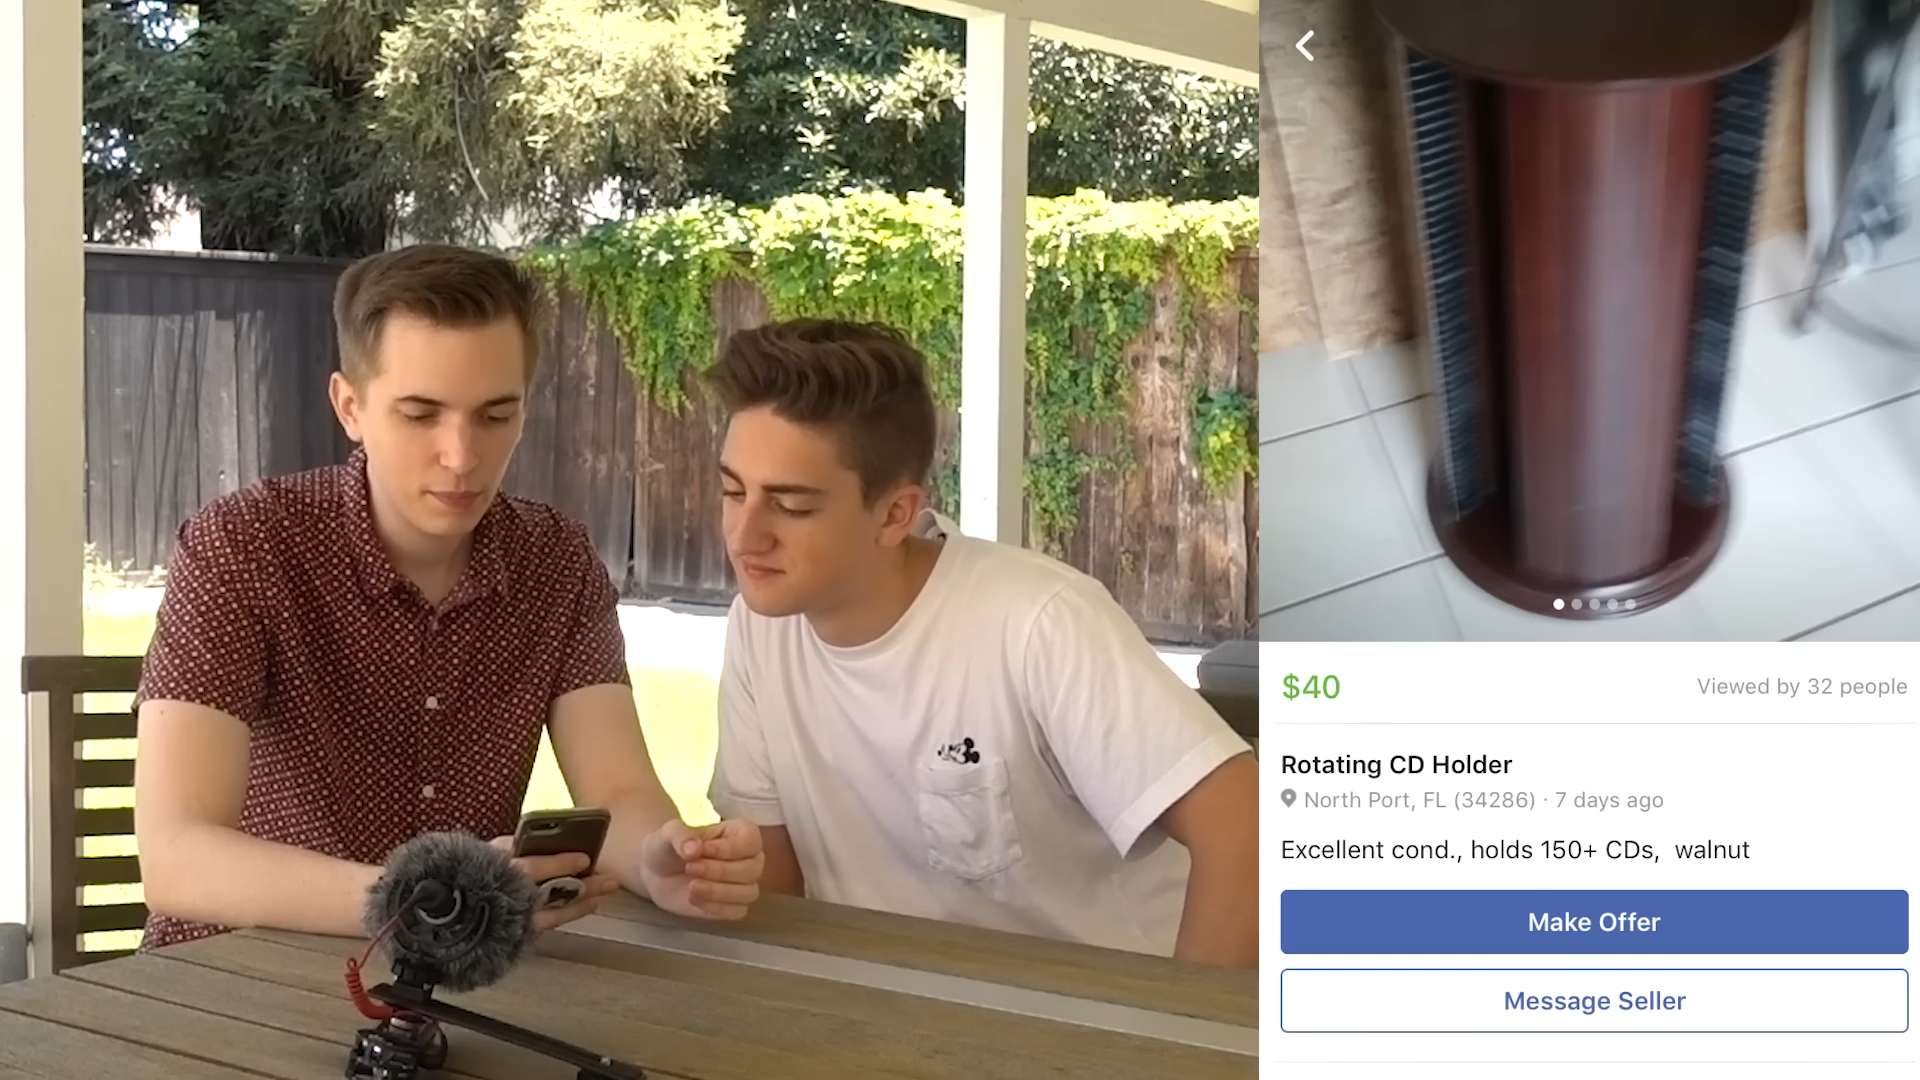 $40
Viewed by 32 people
Rotating CD Holder
North Port, FL (34286) · 7 days ago
Excellent cond., holds 150+ CDs, walnut
Make Offer
Message Seller